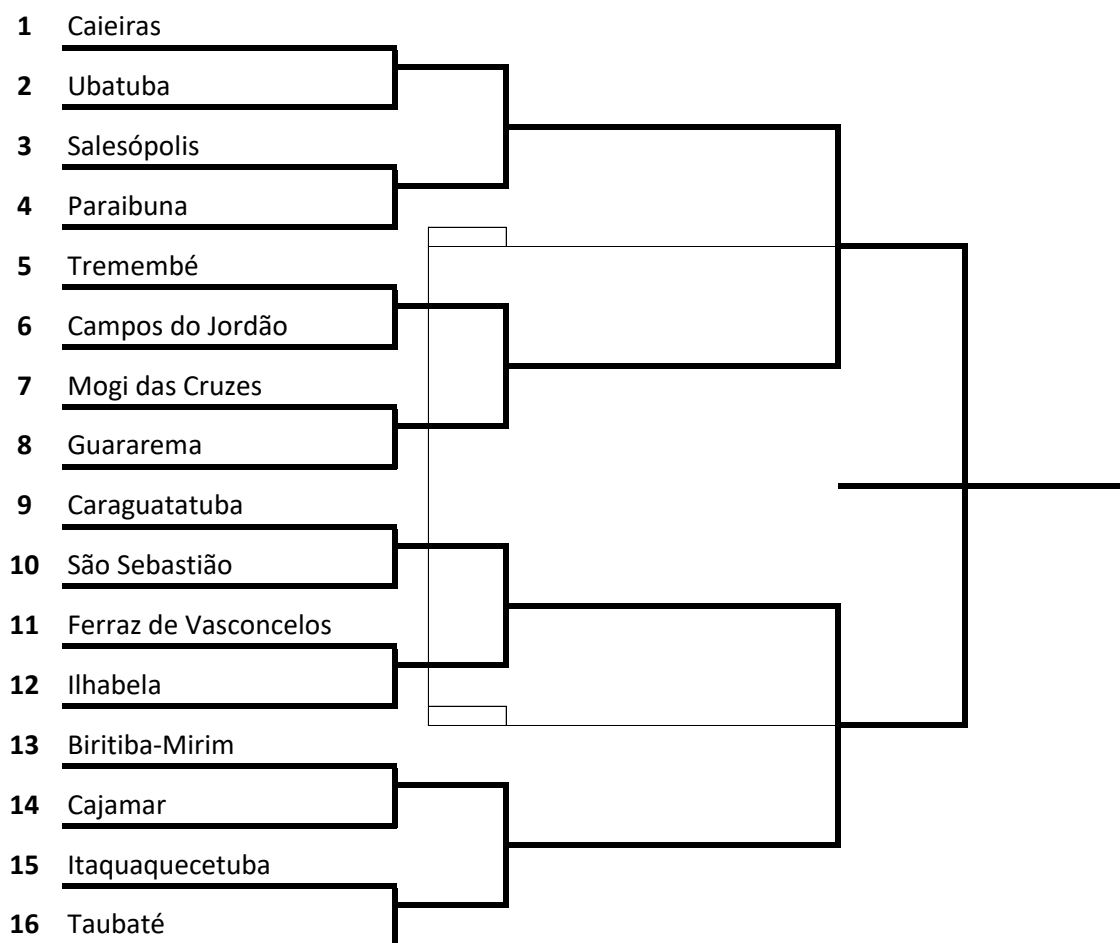 1 Caieiras
2 Ubatuba
3 Salesópolis
4 Paraibuna
5 Tremembé
6 Campos do Jordão
7 Mogi das Cruzes
8 Guararema
9 Caraguatatuba
10 São Sebastião
11 Ferraz de Vasconcelos
12 Ilhabela
13 Biritiba-Mirim
14 Cajamar
15 Itaquaquecetuba
16 Taubaté